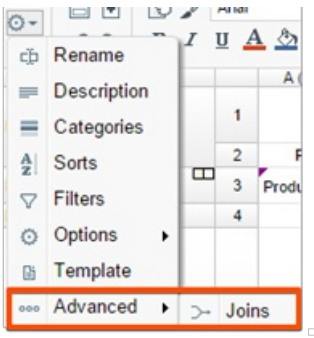 Arial
I U A
Rename
Description
A (
Categories
1
Sorts
2
3 Produ
Filters
4
Options
Template
Advanced Joins